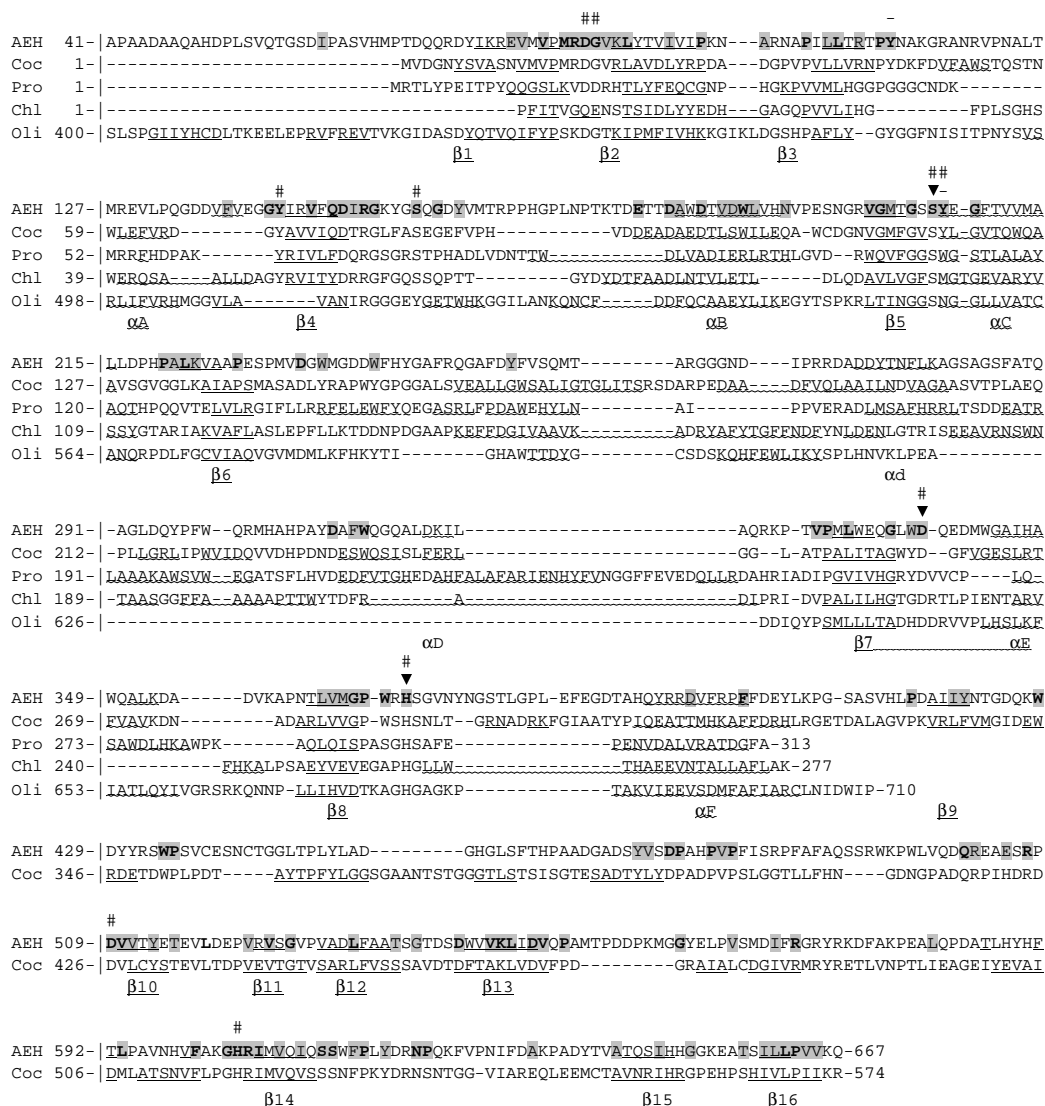 ## –
AEH 41-|APAADAAQAHDPLSVQTGSDIPASVHMPTDQQRDYIKREVMVPMRDGVKLYTVIVIPKN---ARNAPILLTRTPYNAKGRANRVPNALT
Coc 1-|------------------------MVDGNYSVASNVMVPMRDGVRLAVDLYRPDA---DGPVPVLLVRNPYDKFDVFAWSTQSTN
Pro 1-|-----------------------MRTLYPEITPYQQGSLKVDDRHTLYFEQCGNP---HGKPVVMLHGGPGGGCNDK--------
Chl 1-|-----------------------------------PFITVGQENSTSIDLYYEDH---GAGQPVVLIHG---------FPLSGHS
Oli 400-|SLSPGIIYHCDLTKEELEPRVFREVTVKGIDASDYQTVQIFYPSKDGTKIPMFIVHKKGIKLDGSHPAFLY---GYGGFNISITPNYSVS
β1 β2 β3
# # ##
▼–
AEH 127-|MREVLPQGDDVFVEGGYIRVFQDIRGKYGSQGDYVMTRPPHGPLNPTKTDETTDAWDTVDWLVHNVPESNGRVGMTGSSYE-GFTVVMA
Coc 59-|WLEFVRD---------GYAVVIQDTRGLFASEGEFVPH-----------VDDEADAEDTLSWILEQA-WCDGNVGMFGVSYL-GVTQWQA
Pro 52-|MRRFHDPAK-------YRIVLFDQRGSGRSTPHADLVDNTTW-------DLVADIERLRTHLGVD--RWQVFGGSWG-STLALAY
Chl 39-|WERQSA----ALLDAGYRVITYDRRGFGQSSQPTT------GYDYDTFAADLNTVLETL----DLQDAVLVGFSMGTGEVARYV
Oli 498-|RLIFVRHMGGVLA-------VANIRGGGEYGETWHKGGILANKQNCF----DDFQCAAEYLIKEGYTSPKRLTINGGSNG-GLLVATC
αA β4 αB β5 αC
AEH 215-|LLDPHPALKVAAPESPMVDGWMGDDWFHYGAFRQGAFDYFVSQMT---------ARGGGND---IPRRDADDYTNFLKAGSAGSFATQ
Coc 127-|AVSGVGGLKAIAPSMASADLYRAPWYGPGGALSVEALLGWSALIGTGLITSRSDARPEDAA----DFVQLAAILNDVAGAASVTPLAEQ
Pro 120-|AQTHPQQVTELVLRGIFLLRRFELEWFYQEGASRLFPDAWEHYLN---------AI------PPVERADLMSAFHRRLTSDDEATR
Chl 109-|SSYGTARIAKVAFLASLEPFLLKTDDNPDGAAPKEFFDGIVAAVK---------ADRYAFYTGFFNDFYNLDENLGTRISEEAVRNSWN
Oli 564-|ANQRPDLFGCVIAQVGVMDMLKFHKYTI--------GHAWTTDYG---------CSDSKQHFEWLIKYSPLHNVKLPEA----
β6 αd
#
▼
AEH 291-|-AGLDQYPFW--QRMHAHPAYDAFWQGQALDKIL--------------------------AQRKP-TVPMLWEQGLWD-QEDMWGAIHA
Coc 212-|-PLLGRLIPWVIDQVVDHPDNDESWQSISLFERL--------------------------GG--L-ATPALITAGWYD--GFVGESLRT
Pro 191-|LAAAKAWSVW--EGATSFLHVDEDFVTGHEDAHFALAFARIENHYFVNGGFFEVEDQLLRDAHRIADIPGVIVHGRYDVVCP---LQ-
Chl 189-|-TAASGGFFA--AAAAPTTWYTDFR--------A--------------------------DIPRI-DVPALILHGTGDRTLPIENTARV
Oli 626-|--------------------------------------------------------------DDIQYPSMLLLTADHDDRVVPLHSLKF
αD β7 αE
#
▼
AEH 349-|WQALKDA------DVKAPNTLVMGP-WRHSGVNYNGSTLGPL-EFEGDTAHQYRRDVFRPFFDEYLKPG-SASVHLPDAIIYNTGDQKW
Coc 269-|FVAVKDN------ADARLVVGP-WSHSNLT--GRNADRKFGIAATYPIQEATTMHKAFFDRHLRGETDALAGVPKVRLFVMGIDEW
Pro 273-|SAWDLHKAWPK-------AQLQISPASGHSAFE---------------PENVDALVRATDGFA-313
Chl 240-|-----------FHKALPSAEYVEVEGAPHGLLW---------------THAEEVNTALLAFLAK-277
Oli 653-|IATLQYIVGRSRKQNNP-LLIHVDTKAGHGAGKP--------------TAKVIEEVSDMFAFIARCLNIDWIP-710
β8 αF β9
AEH 429-|DYYRSWPSVCESNCTGGLTPLYLAD---------GHGLSFTHPAADGADSYVSDPAHPVPFISRPFAFAQSSRWKPWLVQDQREAESRP
Coc 346-|RDETDWPLPDT-----AYTPFYLGGSGAANTSTGGGTLSTSISGTESADTYLYDPADPVPSLGGTLLFHN----GDNGPADQRPIHDRD
#
AEH 509-|DVVTYETEVLDEPVRVSGVPVADLFAATSGTDSDWVVKLIDVQPAMTPDDPKMGGYELPVSMDIFRGRYRKDFAKPEALQPDATLHYHF
Coc 426-|DVLCYSTEVLTDPVEVTGTVSARLFVSSSAVDTDFTAKLVDVFPD---------GRAIALCDGIVRMRYRETLVNPTLIEAGEIYEVAI
β10 β11 β12 β13
#
AEH 592-|TLPAVNHVFAKGHRIMVQIQSSWFPLYDRNPQKFVPNIFDAKPADYTVATQSIHHGGKEATSILLPVVKQ-667
Coc 506-|DMLATSNVFLPGHRIMVQVSSSNFPKYDRNSNTGG-VIAREQLEEMCTAVNRIHRGPEHPSHIVLPIIKR-574
β14 β15 β16